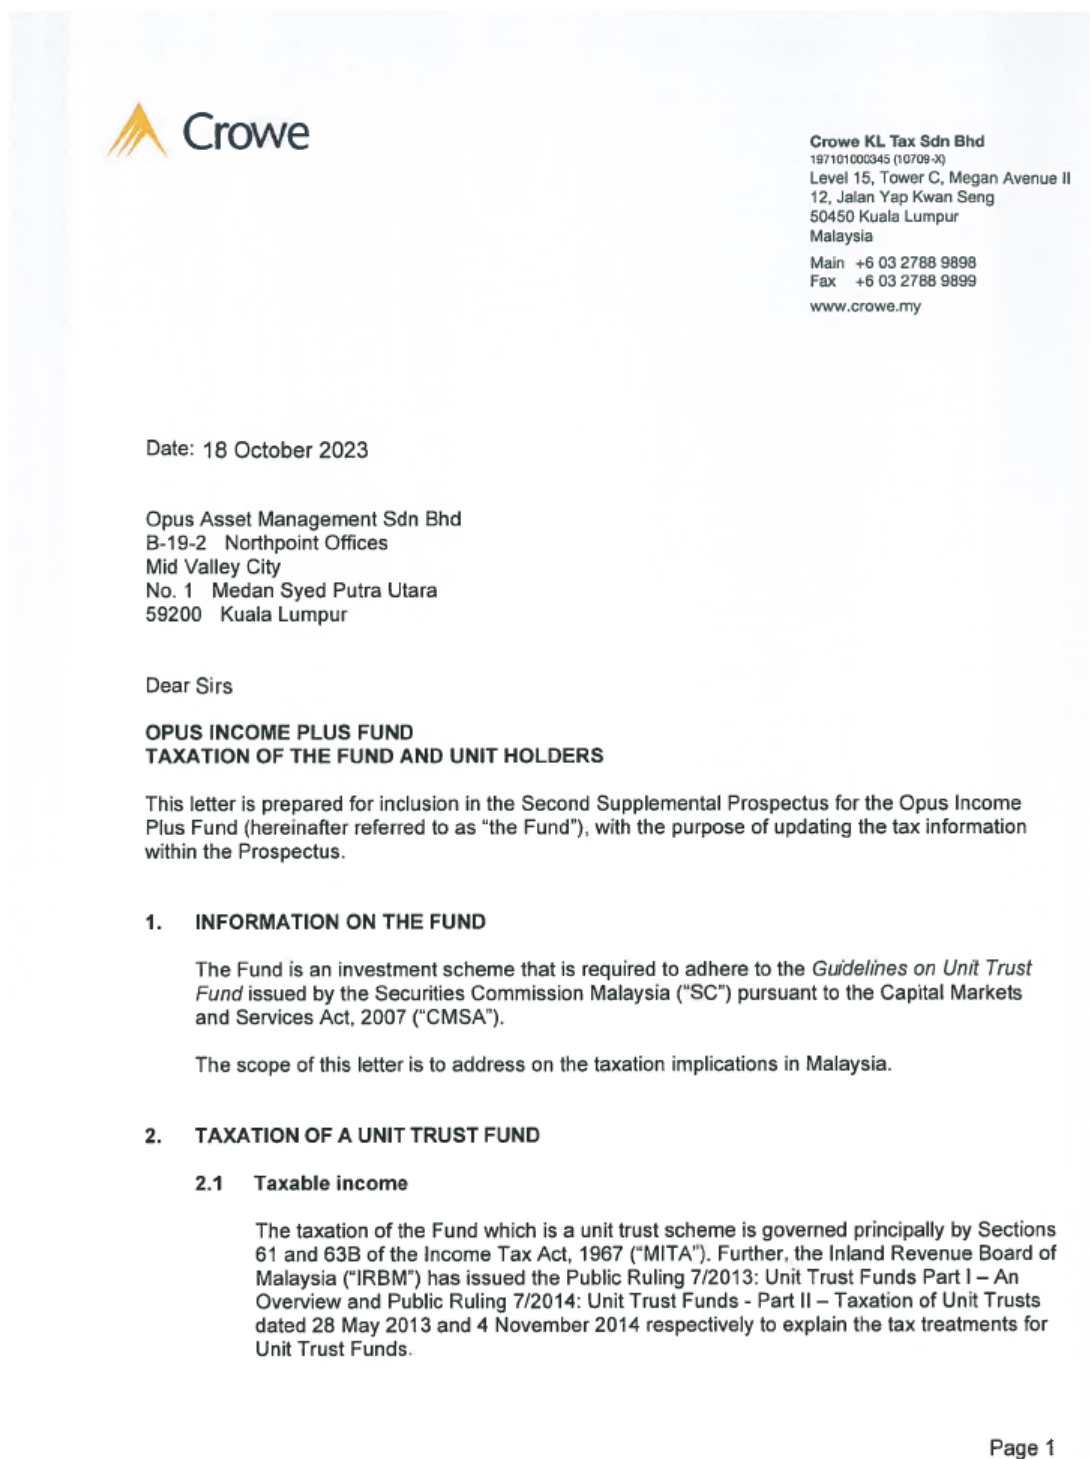 Crowe
Crowe KL Tax Sdn Bhd
197101000345 (10709-X)
Level 15, Tower C, Megan Avenue II
12, Jalan Yap Kwan Seng
50450 Kuala Lumpur
Malaysia
Main +6 03 2788 9898
Fax +6 03 2788 9899
www.crowe.my
Date: 18 October 2023
Opus Asset Management Sdn Bhd
B-19-2 Northpoint Offices
Mid Valley City
No. 1 Medan Syed Putra Utara
59200 Kuala Lumpur
Dear Sirs
OPUS INCOME PLUS FUND
TAXATION OF THE FUND AND UNIT HOLDERS
This letter is prepared for inclusion in the Second Supplemental Prospectus for the Opus Income
Plus Fund (hereinafter referred to as “the Fund”), with the purpose of updating the tax information
within the Prospectus.
1. INFORMATION ON THE FUND
The Fund is an investment scheme that is required to adhere to the Guidelines on Unit Trust
Fund issued by the Securities Commission Malaysia (“SC”) pursuant to the Capital Markets
and Services Act, 2007 (“CMSA”).
The scope of this letter is to address on the taxation implications in Malaysia.
2. TAXATION OF A UNIT TRUST FUND
2.1 Taxable income
The taxation of the Fund which is a unit trust scheme is governed principally by Sections
61 and 63B of the Income Tax Act, 1967 (“MITA”). Further, the Inland Revenue Board of
Malaysia (“IRBM”) has issued the Public Ruling 7/2013: Unit Trust Funds Part I – An
Overview and Public Ruling 7/2014: Unit Trust Funds - Part II – Taxation of Unit Trusts
dated 28 May 2013 and 4 November 2014 respectively to explain the tax treatments for
Unit Trust Funds.
Page 1